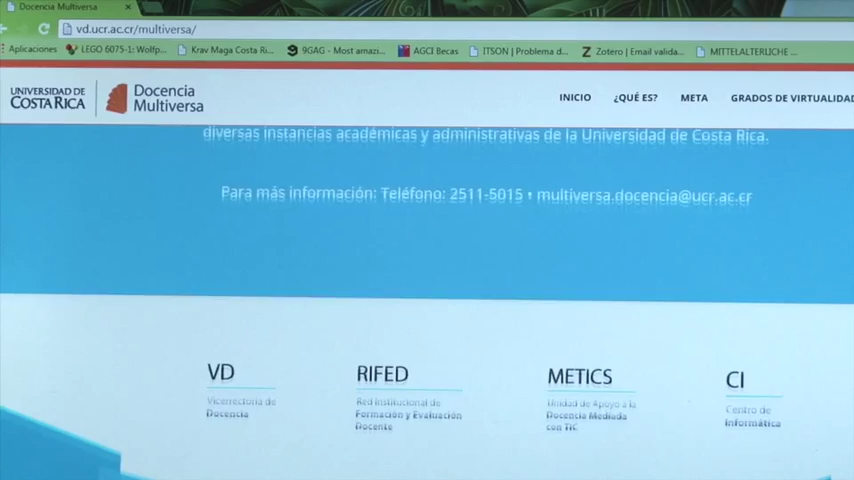 Docencia Multiversa
vd.ucr.ac.cr/multiversa/
Aplicaciones LEGO 6075-1: Wolfp... Krav Maga Costa Ri... 9GAG - Most amazi... AGCI Becas ITSON | Problema d... Zotero | Email valida... MITTELALTERLICHE ...
UNIVERSIDAD DE
COSTA RICA
Docencia
Multiversa
INICIO ¿QUÉ ES? META GRADOS DE VIRTUALIDAD
diversas instancias académicas y administrativas de la Universidad de Costa Rica.
Para más información: Teléfono: 2511-5015 • multiversa.docencia@ucr.ac.cr
VD
Vicerrectoría de
Docencia
RIFED
Red Institucional de
Formación y Evaluación
Docente
METICS
Unidad de Apoyo a la
Docencia Mediada
con TIC
CI
Centro de
Informática